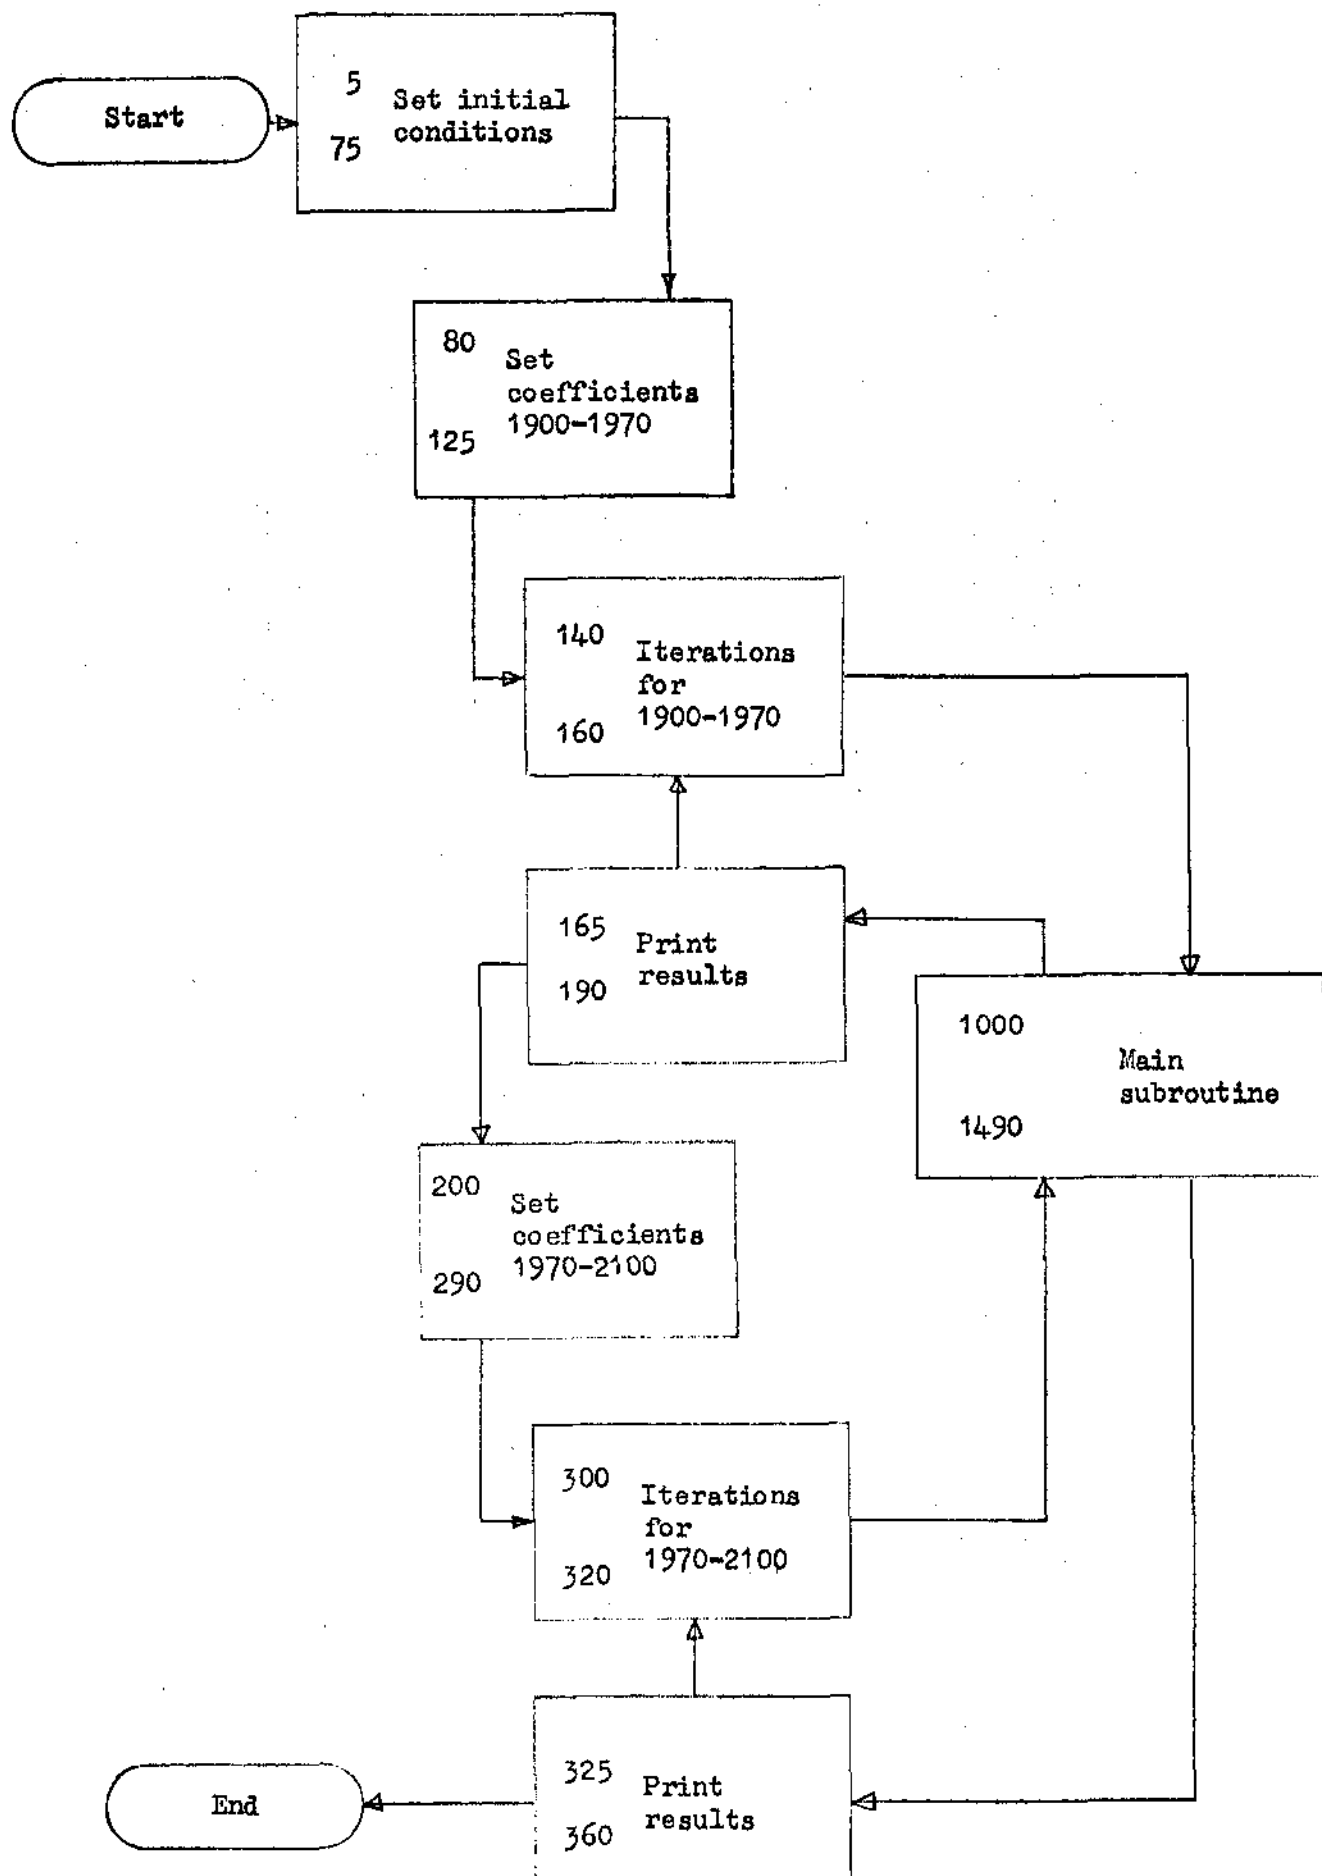 Start
5
75
Set initial
conditions
80
125
Set
coefficients
1900-1970
140
160
Iterations
for
1900-1970
165
190
Print
results
1000
1490
Main
subroutine
200
290
Set
coefficients
1970-2100
300
320
Iterations
for
1970-2100
325
360
Print
results
End